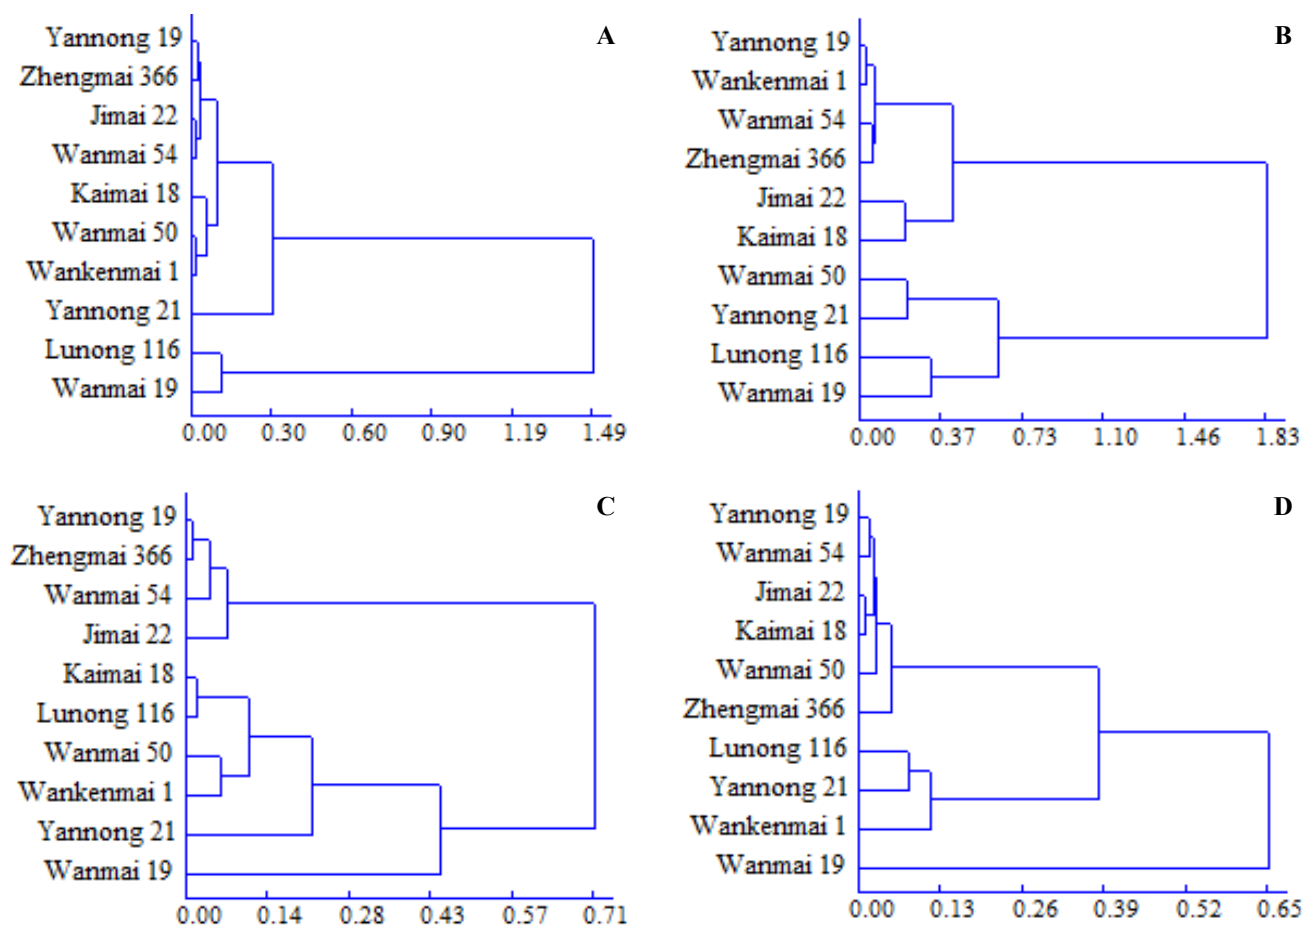 A
Yannong 19
Zhengmai 366
Jimai 22
Wanmai 54
Kaimai 18
Wanmai 50
Wankenmai 1
Yannong 21
Lunong 116
Wanmai 19
0.00 0.30 0.60 0.90 1.19 1.49
B
Yannong 19
Wankenmai 1
Wanmai 54
Zhengmai 366
Jimai 22
Kaimai 18
Wanmai 50
Yannong 21
Lunong 116
Wanmai 19
0.00 0.37 0.73 1.10 1.46 1.83
C
Yannong 19
Zhengmai 366
Wanmai 54
Jimai 22
Kaimai 18
Lunong 116
Wanmai 50
Wankenmai 1
Yannong 21
Wanmai 19
0.00 0.14 0.28 0.43 0.57 0.71
D
Yannong 19
Wanmai 54
Jimai 22
Kaimai 18
Wanmai 50
Zhengmai 366
Lunong 116
Yannong 21
Wankenmai 1
Wanmai 19
0.00 0.13 0.26 0.39 0.52 0.65